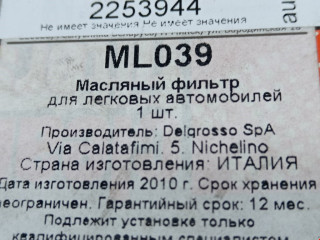 2253944
Не имеет значения Не имеет значения
ML039
Масляный фильтр
для легковых автомобилей
1 шт.
Производитель: Delgrosso SpA
Via Calatafimi. 5. Nichelino
Страна изготовления: ИТАЛИЯ
Дата изготовления 2010 г. Срок хранения
неограничен. Гарантийный срок: 12 мес.
Подлежит установке только
квалифицированным специалистом